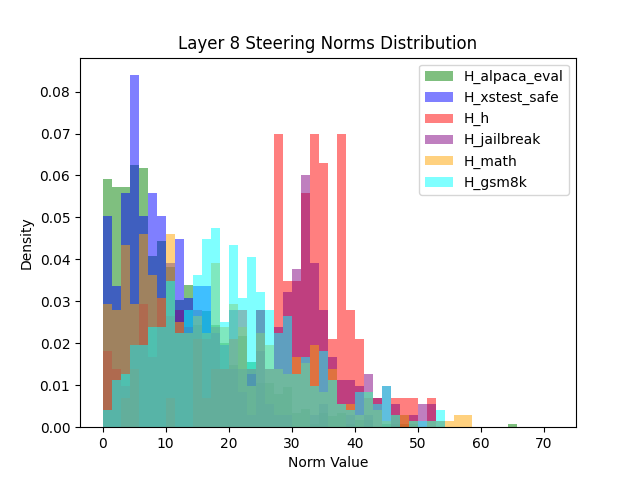 Layer 8 Steering Norms Distribution
H_alpaca_eval
H_xstest_safe
H_h
H_jailbreak
H_math
H_gsm8k
Density
0.08
0.07
0.06
0.05
0.04
0.03
0.02
0.01
0.00
0 10 20 30 40 50 60 70
Norm Value